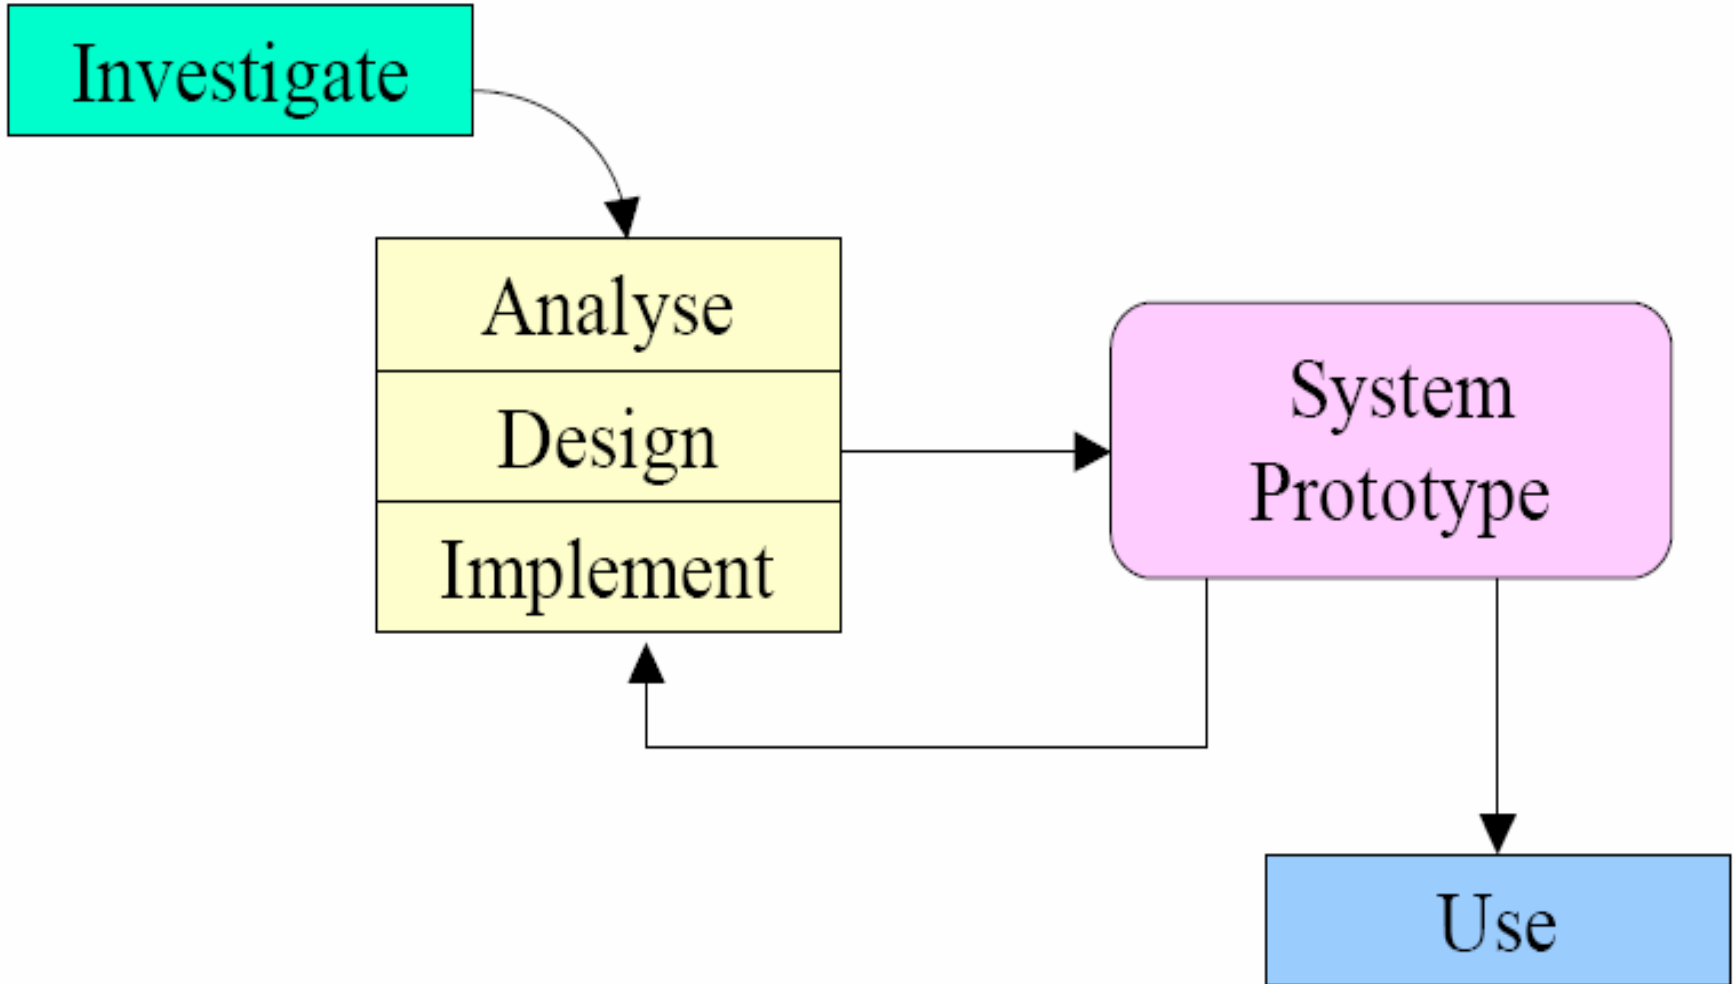 Investigate
Analyse
Design
Implement
System
Prototype
Use